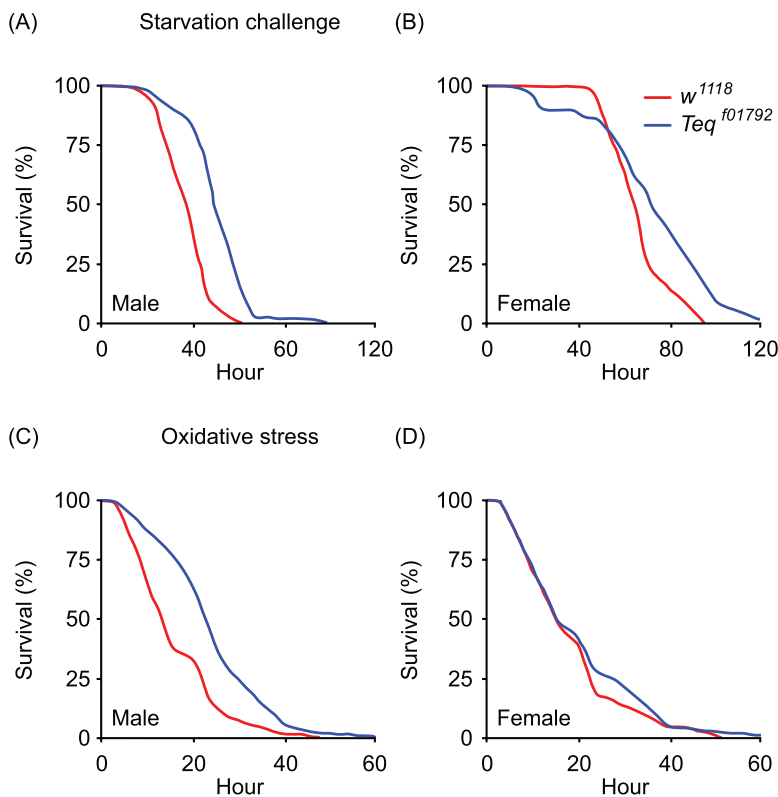 (A) Starvation challenge (B)
100
75
50
25
0
Survival (%)
Male
0 40 60 120
Hour
100
75
50
25
0
Survival (%)
Female
w1118
Teq f01792
0 40 80 120
Hour
(C) Oxidative stress (D)
100
75
50
25
0
Survival (%)
Male
0 20 40 60
Hour
100
75
50
25
0
Survival (%)
Female
0 20 40 60
Hour